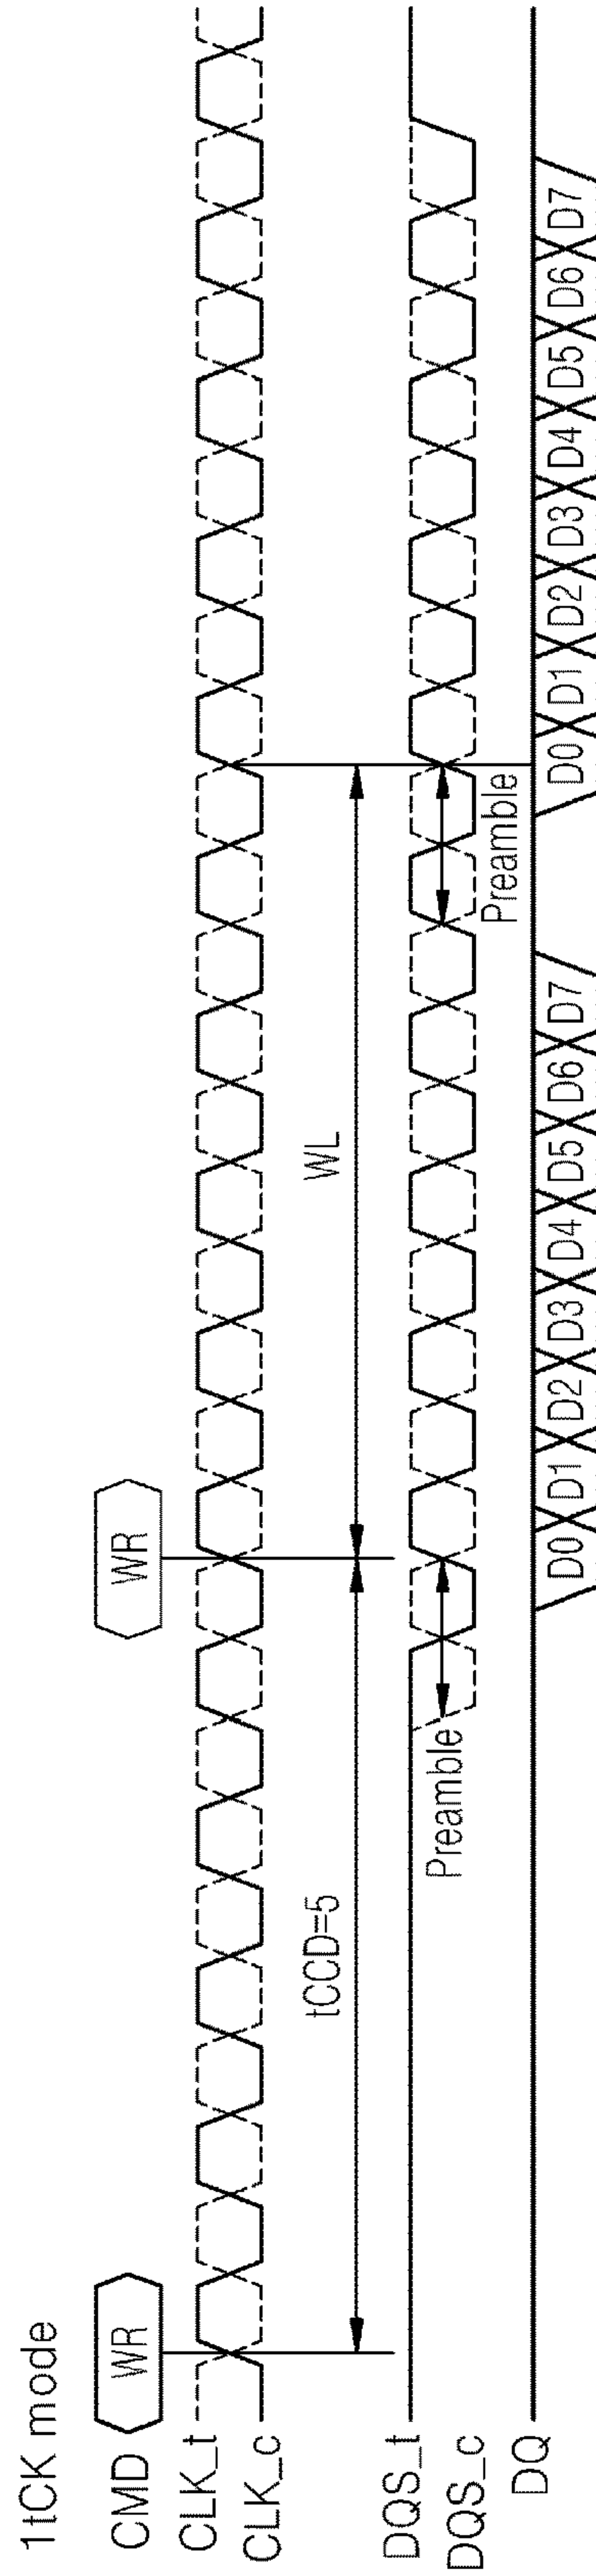 1tCK mode
CMD WR WR
CLK_t
CLK_c
tCCD=5 WL
DQS_t
Preamble Preamble
DQS_c
DQ D0 D1 D2 D3 D4 D5 D6 D7 D0 D1 D2 D3 D4 D5 D6 D7